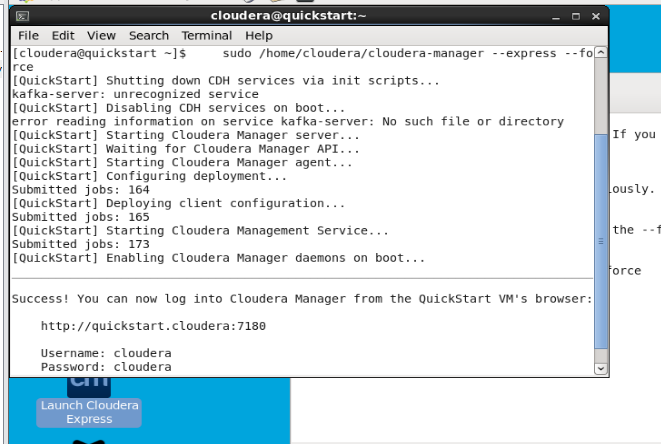 cloudera@quickstart:~
File Edit View Search Terminal Help
[cloudera@quickstart ~]$     sudo /home/cloudera/cloudera-manager --express --fo
rce
[QuickStart] Shutting down CDH services via init scripts...
kafka-server: unrecognized service
[QuickStart] Disabling CDH services on boot...
error reading information on service kafka-server: No such file or directory
[QuickStart] Starting Cloudera Manager server...
[QuickStart] Waiting for Cloudera Manager API...
[QuickStart] Starting Cloudera Manager agent...
[QuickStart] Configuring deployment...
Submitted jobs: 164
[QuickStart] Deploying client configuration...
Submitted jobs: 165
[QuickStart] Starting Cloudera Management Service...
Submitted jobs: 173
[QuickStart] Enabling Cloudera Manager daemons on boot...
Success! You can now log into Cloudera Manager from the QuickStart VM's browser:
http://quickstart.cloudera:7180
Username: cloudera
Password: cloudera
If you
ously.
the --f
force
Launch Cloudera
Express